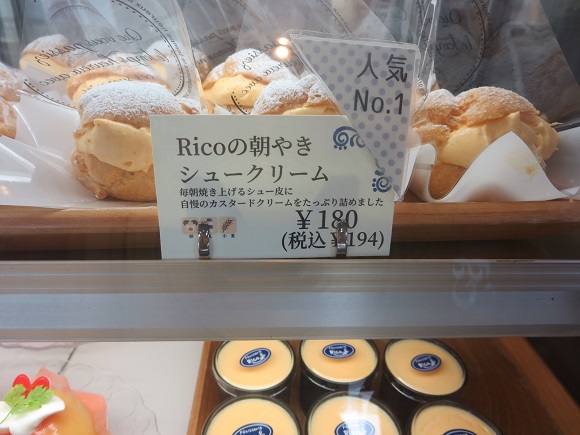 人気
No.1
Ricoの朝やき
シュークリーム
毎朝焼き上げるシュー皮に
自慢のカスタードクリームをたっぷり詰めました
￥180
(税込￥194)
Rico